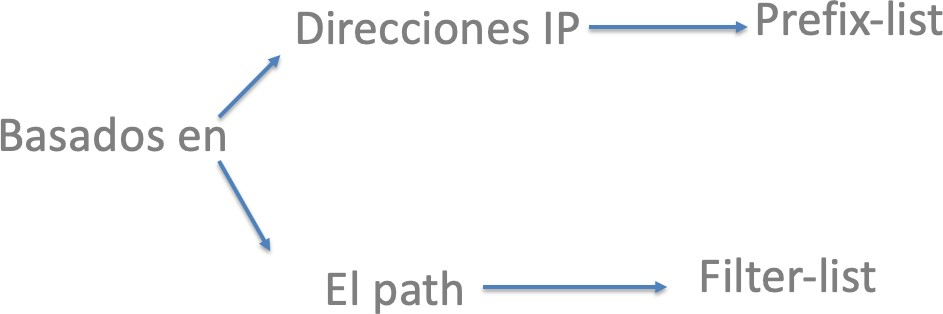 Direcciones IP
Prefix-list
Basados en
El path
Filter-list